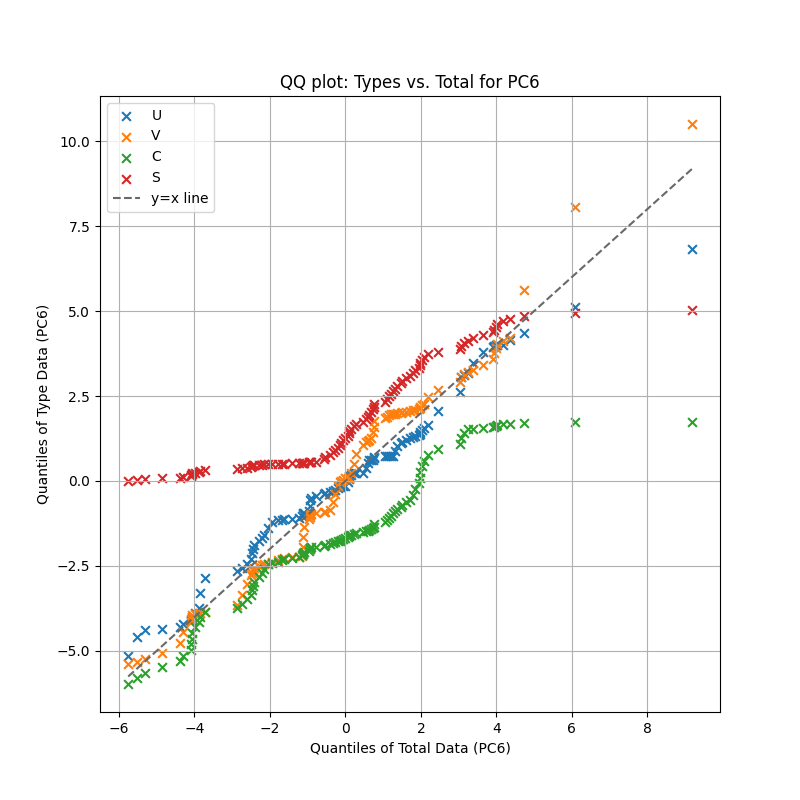 QQ plot: Types vs. Total for PC6
U
V
C
S
y=x line
10.0
7.5
5.0
2.5
0.0
−2.5
−5.0
Quantiles of Type Data (PC6)
−6 −4 −2 0 2 4 6 8
Quantiles of Total Data (PC6)